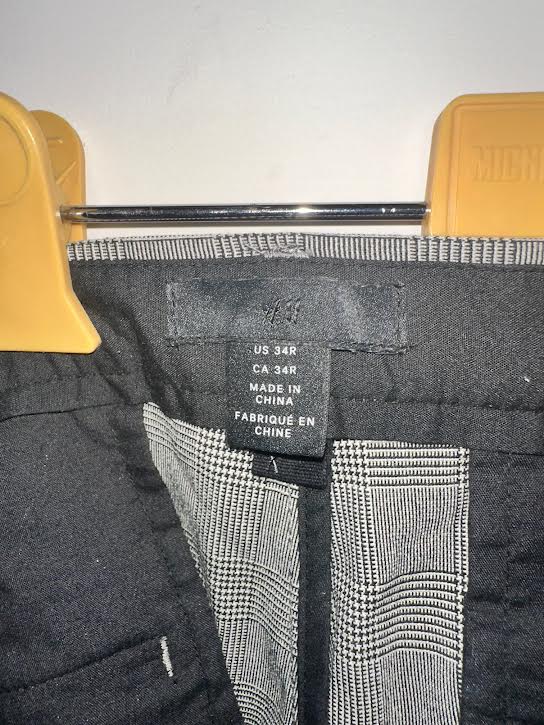 H&M
US 34R
CA 34R
MADE IN
CHINA
FABRIQUÉ EN
CHINE